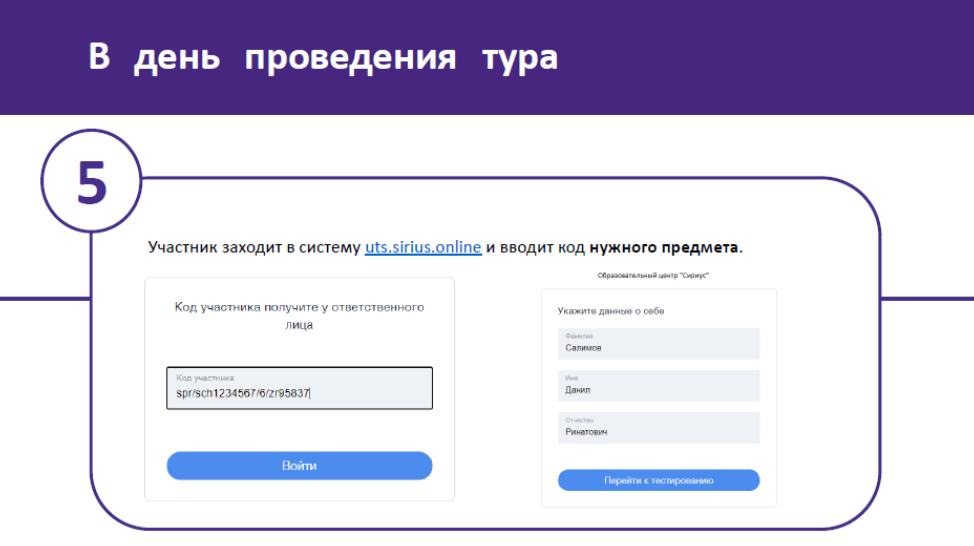 В день проведения тура
5
Участник заходит в систему uts.sirius.online и вводит код нужного предмета.
Код участника получите у ответственного
лица
Код участника
spr/sch1234567/6/zr95837
Войти
Образовательный центр "Сириус"
Укажите данные о себе
Фамилия
Салимов
Имя
Данил
Отчество
Ринатович
Перейти к тестированию